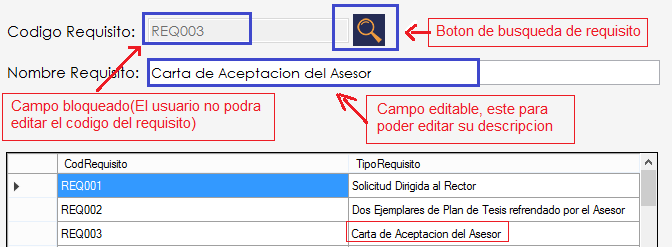 Codigo Requisito: REQ003
Boton de busqueda de requisito
Nombre Requisito: Carta de Aceptacion del Asesor
Campo bloqueado(El usuario no podra
editar el codigo del requisito)
Campo editable, este para
poder editar su descripcion
CodRequisito TipoRequisito
REQ001 Solicitud Dirigida al Rector
REQ002 Dos Ejemplares de Plan de Tesis refrendado por el Asesor
REQ003 Carta de Aceptacion del Asesor